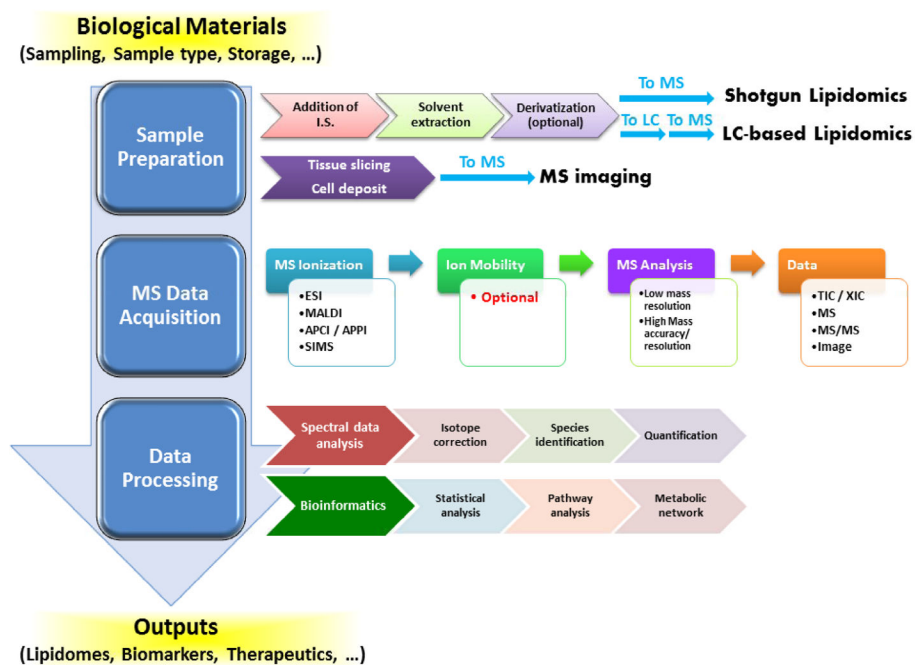 Biological Materials
(Sampling, Sample type, Storage, ...)
Sample
Preparation
Addition of
I.S.
Solvent
extraction
Derivatization
(optional)
To MS
Shotgun Lipidomics
To LC To MS
LC-based Lipidomics
Tissue slicing
Cell deposit
To MS
MS imaging
MS Data
Acquisition
MS Ionization
•ESI
•MALDI
•APCI / APPI
•SIMS
Ion Mobility
• Optional
MS Analysis
•Low mass
resolution
•High Mass
accuracy/
resolution
Data
•TIC / XIC
•MS
•MS/MS
•Image
Data
Processing
Spectral data
analysis
Isotope
correction
Species
identification
Quantification
Bioinformatics
Statistical
analysis
Pathway
analysis
Metabolic
network
Outputs
(Lipidomes, Biomarkers, Therapeutics, ...)